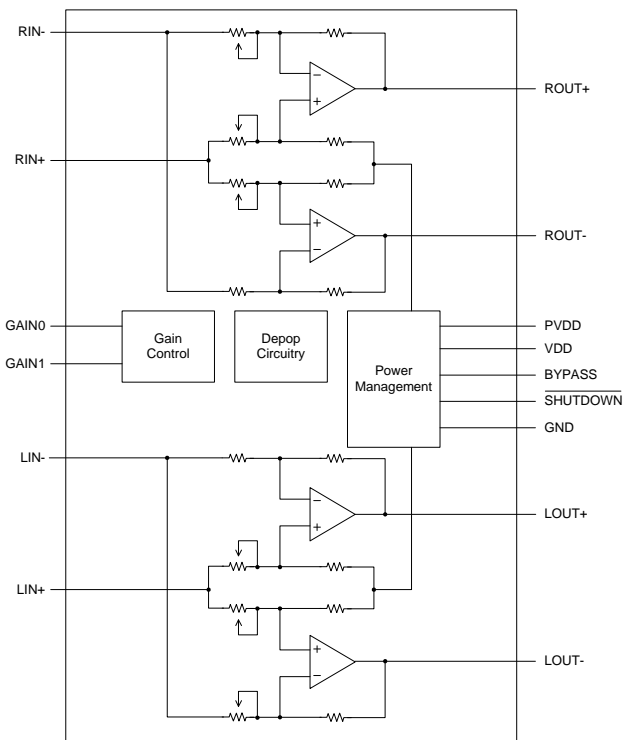 RIN-
ROUT+
RIN+
ROUT-
GAIN0
GAIN1
Gain
Control
Depop
Circuitry
Power
Management
PVDD
VDD
BYPASS
SHUTDOWN
GND
LIN-
LOUT+
LIN+
LOUT-